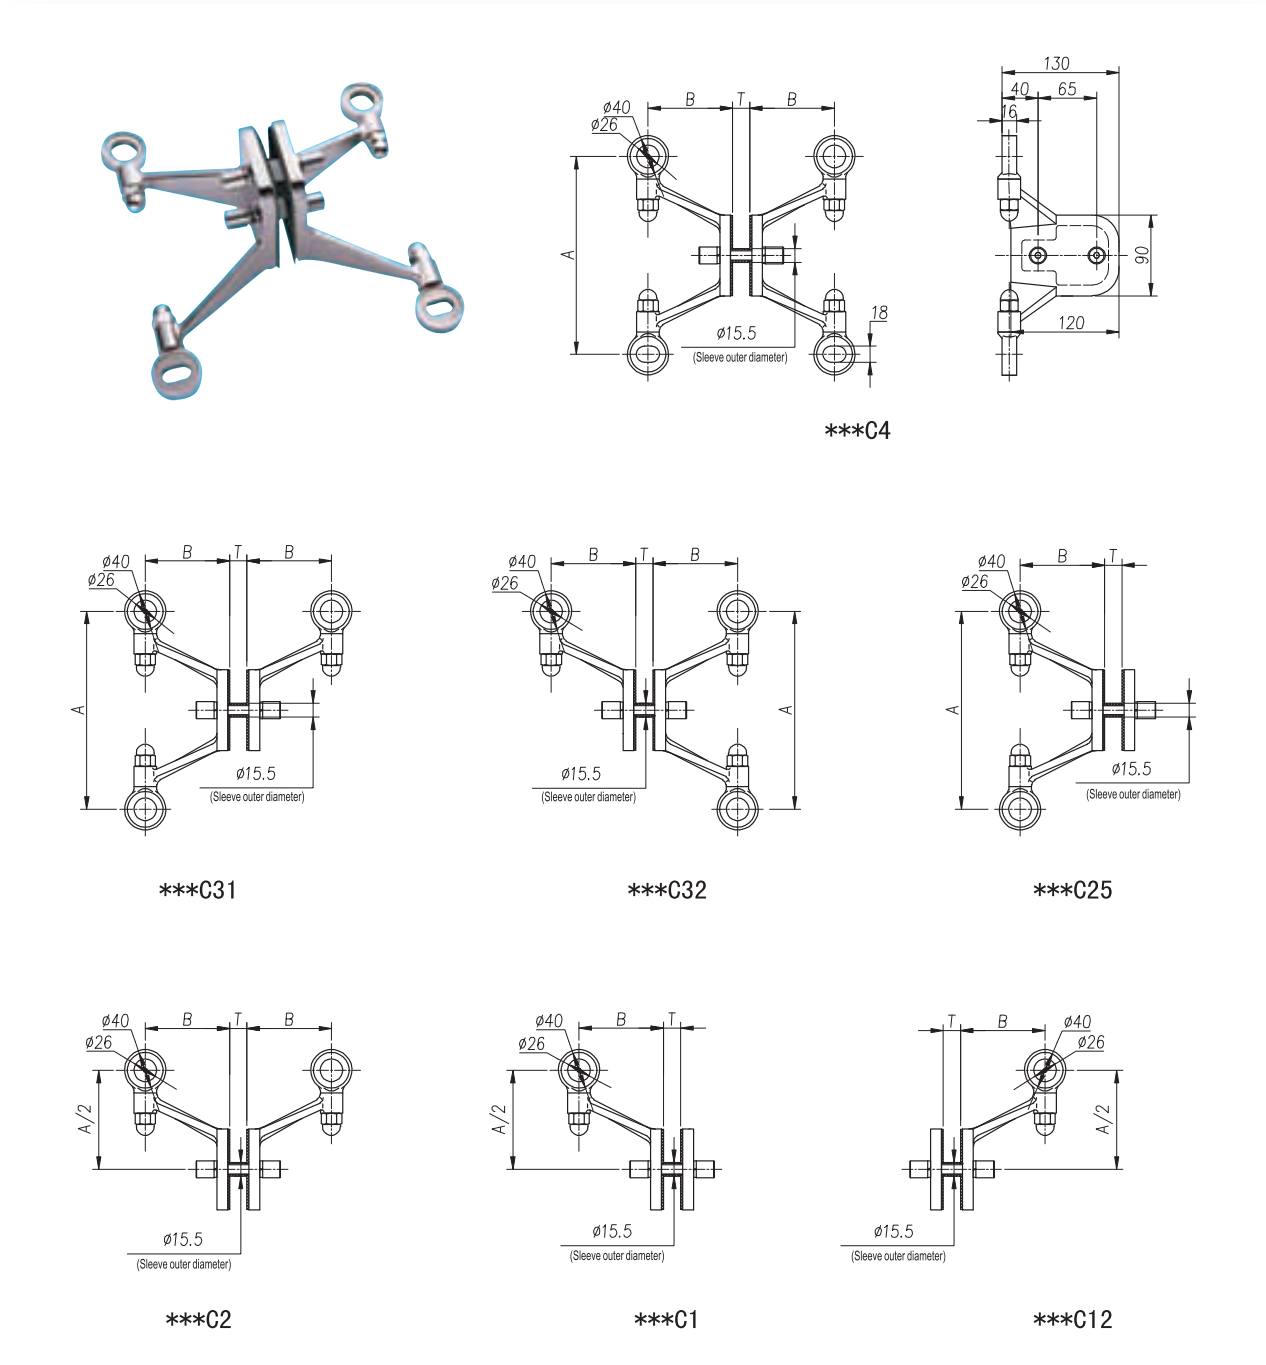 B T B
ø40
ø26
A
18
ø15.5
(Sleeve outer diameter)
130
40 65
16
90
120
***C4
B T B
ø40
ø26
A
ø15.5
(Sleeve outer diameter)
***C31
B T B
ø40
ø26
A
ø15.5
(Sleeve outer diameter)
***C32
B T
ø40
ø26
A
ø15.5
(Sleeve outer diameter)
***C25
B T B
ø40
ø26
A/2
ø15.5
(Sleeve outer diameter)
***C2
B T
ø40
ø26
A/2
ø15.5
(Sleeve outer diameter)
***C1
T B
ø40
ø26
A/2
ø15.5
(Sleeve outer diameter)
***C12